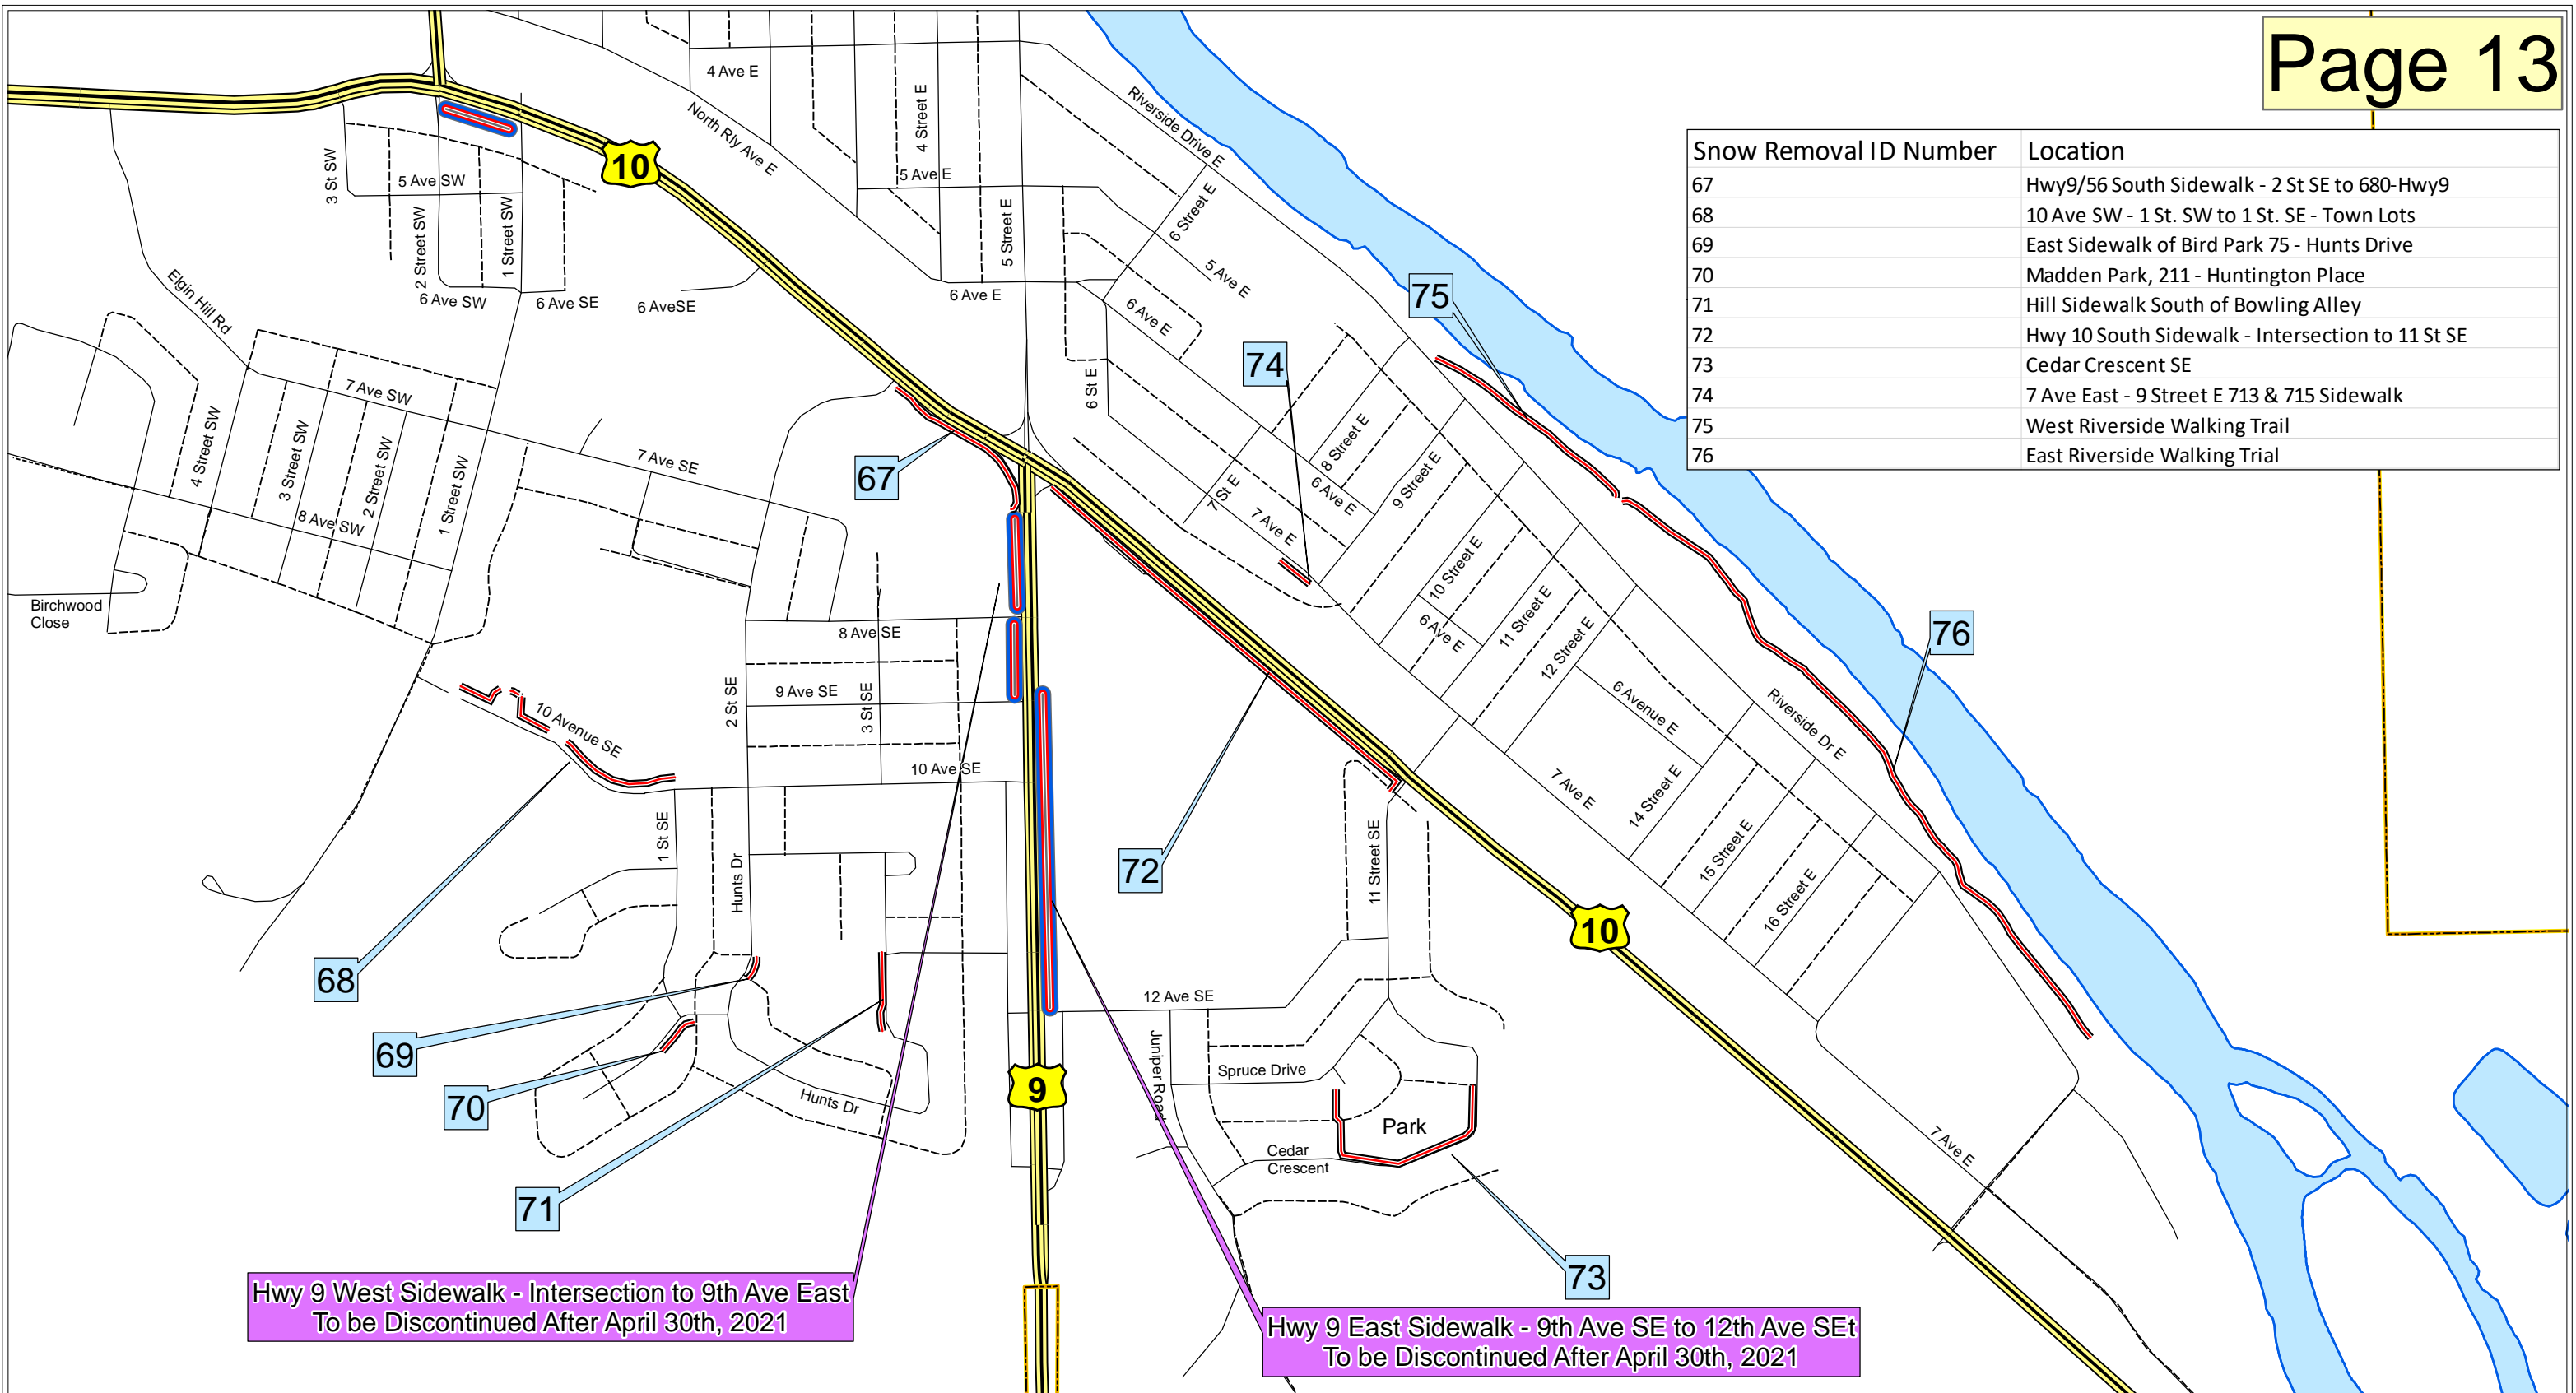 Page 13
Snow Removal ID Number Location
67 Hwy9/56 South Sidewalk - 2 St SE to 680-Hwy9
68 10 Ave SW - 1 St. SW to 1 St. SE - Town Lots
69 East Sidewalk of Bird Park 75 - Hunts Drive
70 Madden Park, 211 - Huntington Place
71 Hill Sidewalk South of Bowling Alley
72 Hwy 10 South Sidewalk - Intersection to 11 St SE
73 Cedar Crescent SE
74 7 Ave East - 9 Street E 713 & 715 Sidewalk
75 West Riverside Walking Trail
76 East Riverside Walking Trial
4 Ave E
North Rly Ave E
4 Street E
5 Ave E
5 Street E
Riverside Drive E
6 Street E
5 Ave E
6 Ave E
6 Ave E
6 St E
10
3 St SW
5 Ave SW
2 Street SW
1 Street SW
6 Ave SW
6 Ave SE
6 AveSE
Elgin Hill Rd
7 Ave SW
4 Street SW
3 Street SW
2 Street SW
1 Street SW
8 Ave SW
7 Ave SE
Birchwood
Close
67
74
75
76
7 St E
8 Street E
6 Ave E
9 Street E
7 Ave E
10 Street E
6 Ave E
11 Street E
12 Street E
6 Avenue E
Riverside Dr E
14 Street E
7 Ave E
15 Street E
16 Street E
8 Ave SE
9 Ave SE
2 St SE
3 St SE
10 Ave SE
10 Avenue SE
1 St SE
Hunts Dr
72
11 Street SE
10
68
69
70
71
Hunts Dr
9
12 Ave SE
Juniper Road
Spruce Drive
Park
Cedar
Crescent
7 Ave E
73
Hwy 9 West Sidewalk - Intersection to 9th Ave East
To be Discontinued After April 30th, 2021
Hwy 9 East Sidewalk - 9th Ave SE to 12th Ave SEt
To be Discontinued After April 30th, 2021